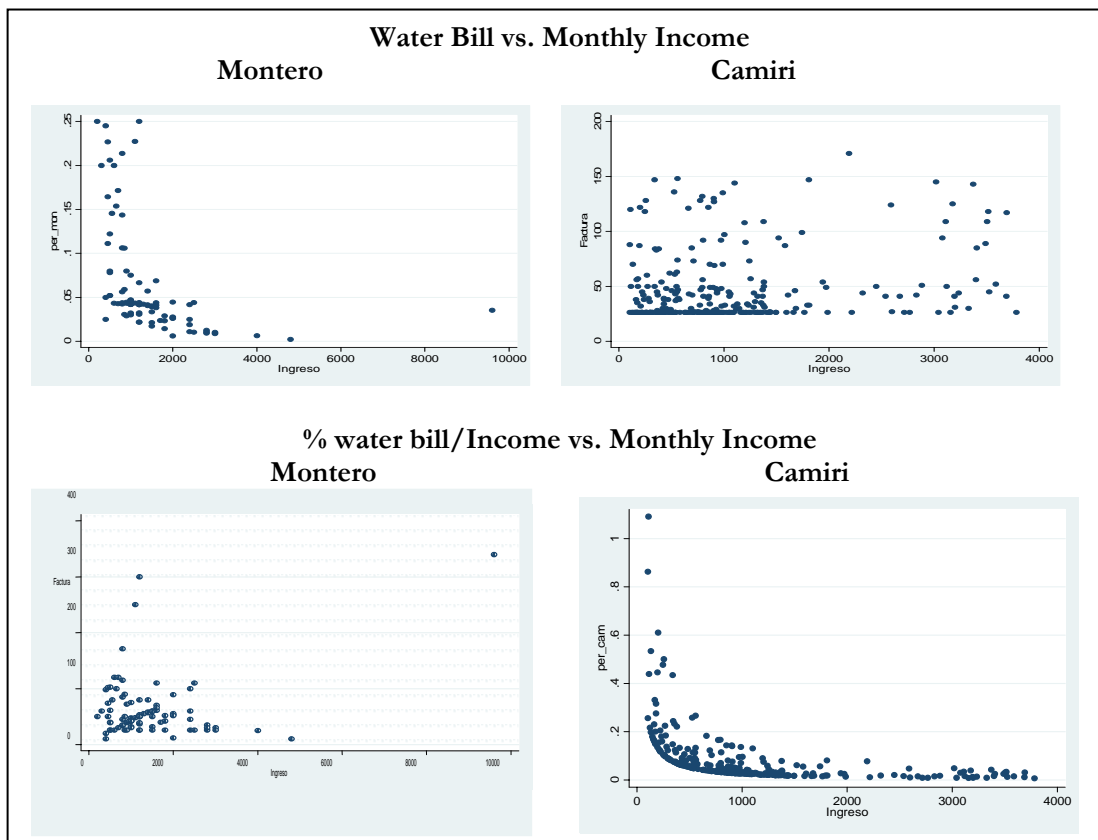 Water Bill vs. Monthly Income
Montero
Camiri
.25
.2
.15
.1
.05
0
per_mon
0 2000 4000 6000 8000 10000
Ingreso
200
150
100
50
0
Factura
0 1000 2000 3000 4000
Ingreso
% water bill/Income vs. Monthly Income
Montero
Camiri
400
300
Factura
200
100
0
0 2000 4000 6000 8000 10000
Ingreso
1
.8
.6
.4
.2
0
per_cam
0 1000 2000 3000 4000
Ingreso